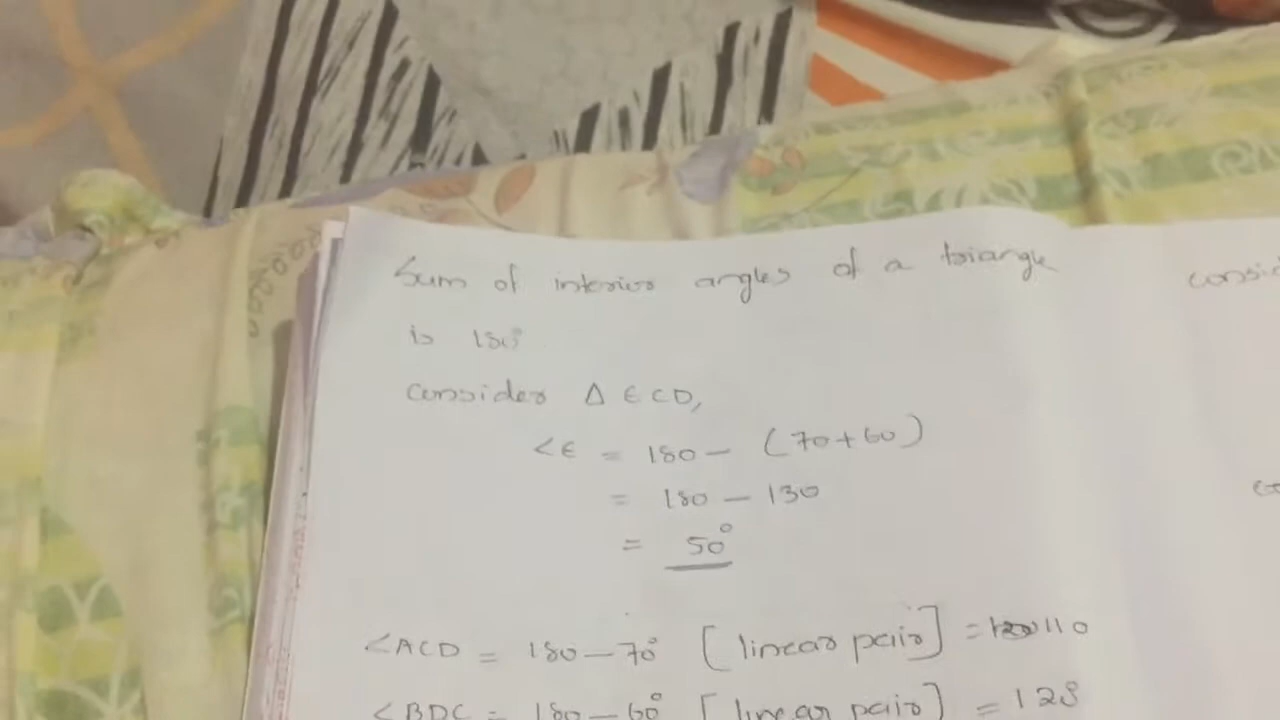 Sum of interior angles of a triangle
is 180°
Consider Δ ECD,
<E = 180 - (70+60)
= 180 - 130
= 50°
<ACD = 180 - 70° [linear pair] = 110
<BDC = 180 - 60° [linear pair] = 120